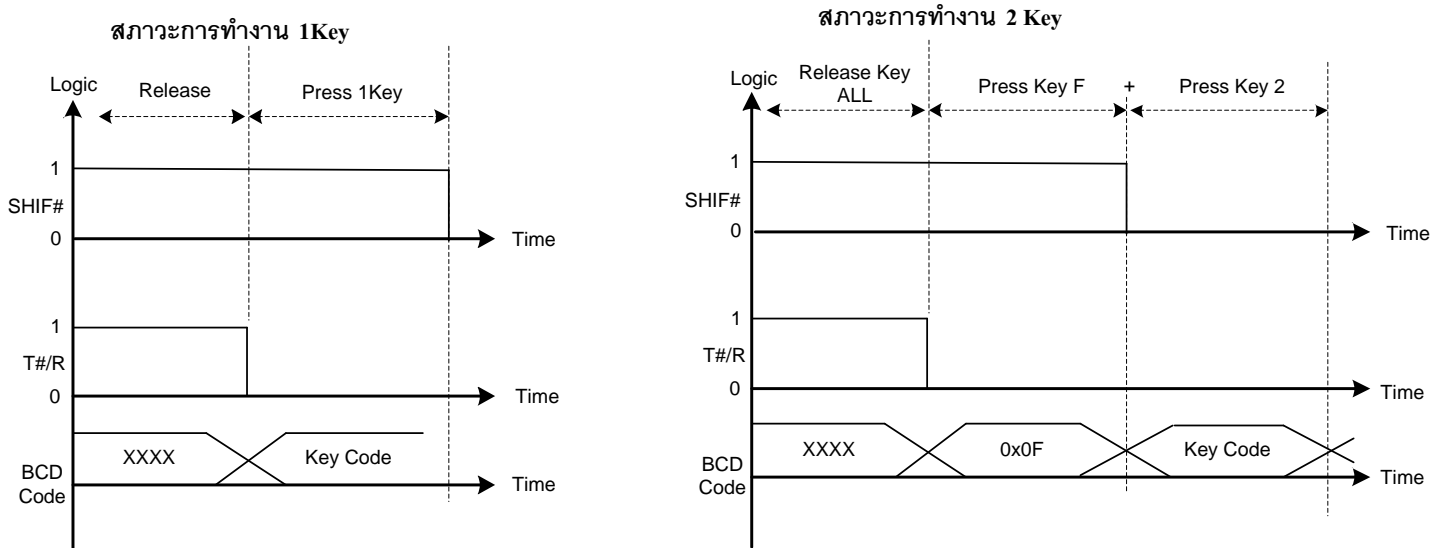 สภาวะการทำงาน 1Key
Logic
Release
Press 1Key
1
SHIF#
0
Time
1
T#/R
0
Time
XXXX
Key Code
BCD
Code
Time
สภาวะการทำงาน 2 Key
Logic
Release Key
ALL
Press Key F + Press Key 2
1
SHIF#
0
Time
1
T#/R
0
Time
XXXX
0x0F
Key Code
BCD
Code
Time